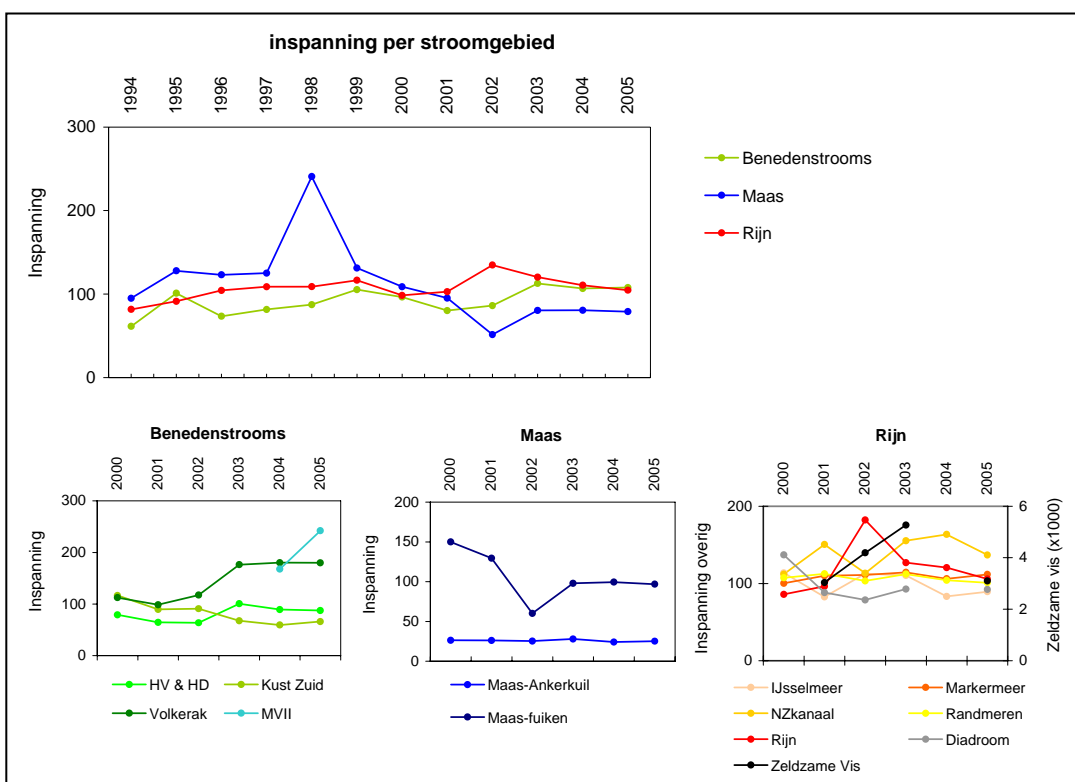 inspanning per stroomgebied
1994 1995 1996 1997 1998 1999 2000 2001 2002 2003 2004 2005
300
200
100
0
Inspanning
Benedenstrooms
Maas
Rijn
Benedenstrooms
2000 2001 2002 2003 2004 2005
300
200
100
0
Inspanning
HV & HD Kust Zuid
Volkerak MVII
Maas
2000 2001 2002 2003 2004 2005
200
150
100
50
0
Inspanning
Maas-Ankerkuil
Maas-fuiken
Rijn
2000 2001 2002 2003 2004 2005
200
100
0
Inspanning overig
6
4
2
0
Zeldzame vis (x1000)
IJsselmeer Markermeer
NZkanaal Randmeren
Rijn Diadroom
Zeldzame Vis